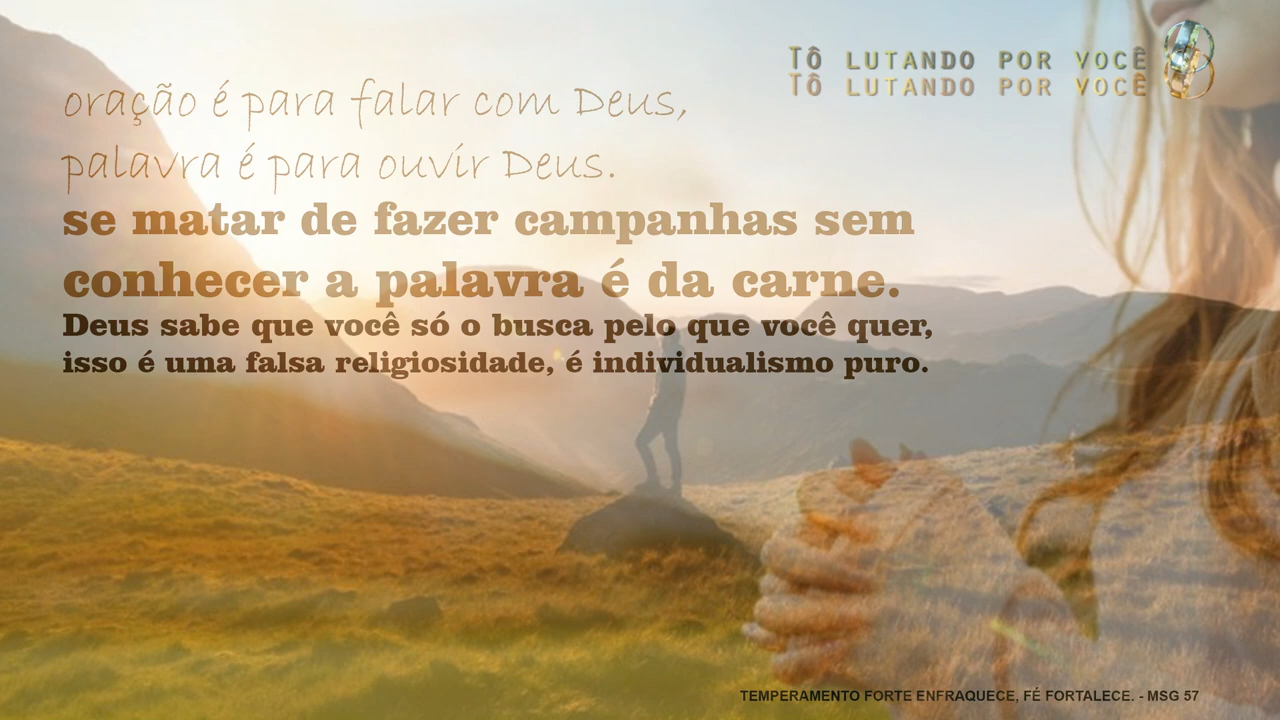 TÔ LUTANDO POR VOCÊ
TÔ LUTANDO POR VOCÊ
oração é para falar com Deus,
palavra é para ouvir Deus.
se matar de fazer campanhas sem
conhecer a palavra é da carne.
Deus sabe que você só o busca pelo que você quer,
isso é uma falsa religiosidade, é individualismo puro.
TEMPERAMENTO FORTE ENFRAQUECE, FÉ FORTALECE. - MSG 57